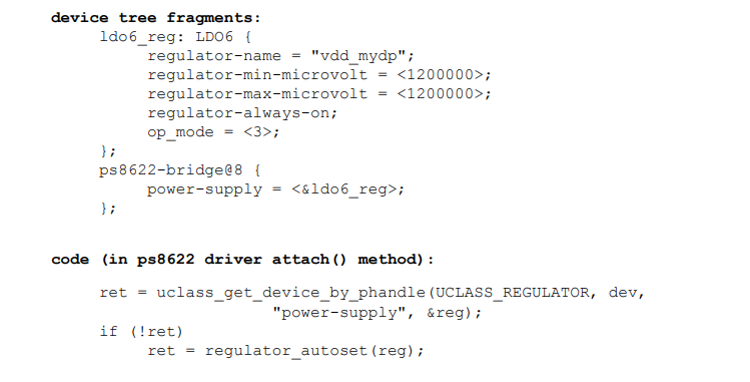 device tree fragments:
ldo6_reg: LDO6 {
regulator-name = "vdd_mydp";
regulator-min-microvolt = <1200000>;
regulator-max-microvolt = <1200000>;
regulator-always-on;
op_mode = <3>;
};
ps8622-bridge@8 {
power-supply = <&ldo6_reg>;
};
code (in ps8622 driver attach() method):
ret = uclass_get_device_by_phandle(UCLASS_REGULATOR, dev,
"power-supply", &reg);
if (!ret)
ret = regulator_autoset(reg);